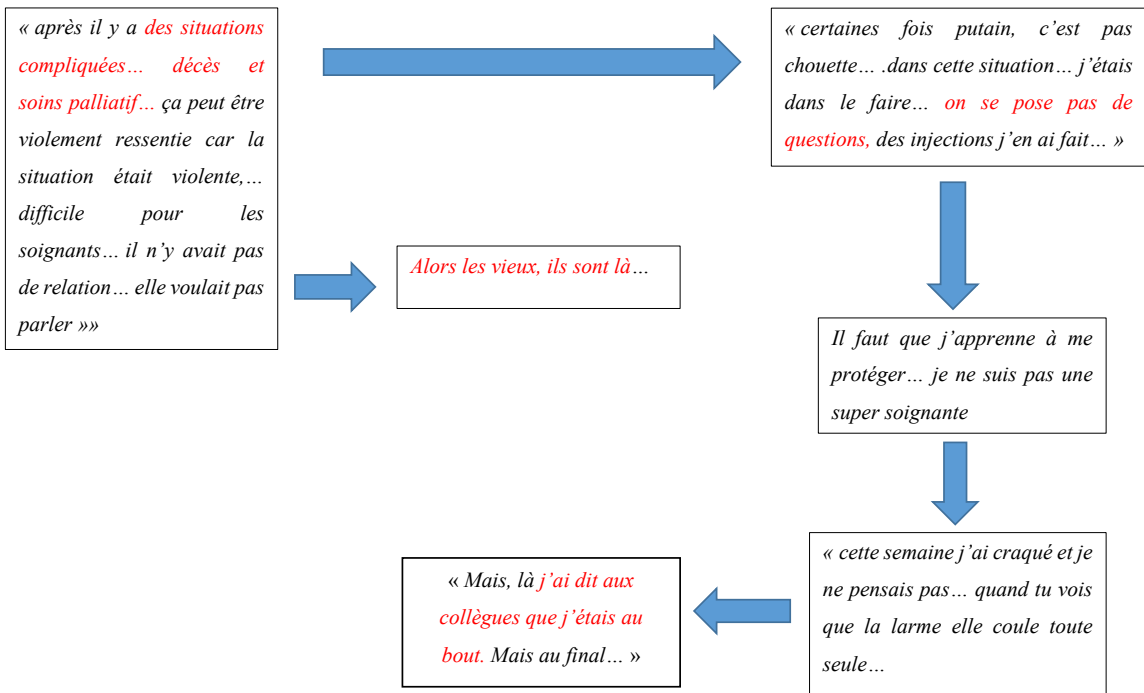 « après il y a des situations
compliquées… décès et
soins palliatif… ça peut être
violement ressentie car la
situation était violente,…
difficile pour les
soignants… il n’y avait pas
de relation… elle voulait pas
parler »»
« certaines fois putain, c’est pas
chouette… .dans cette situation… j’étais
dans le faire… on se pose pas de
questions, des injections j’en ai fait… »
Alors les vieux, ils sont là…
Il faut que j’apprenne à me
protéger… je ne suis pas une
super soignante
« cette semaine j’ai craqué et je
ne pensais pas… quand tu vois
que la larme elle coule toute
seule…
« Mais, là j’ai dit aux
collègues que j’étais au
bout. Mais au final… »